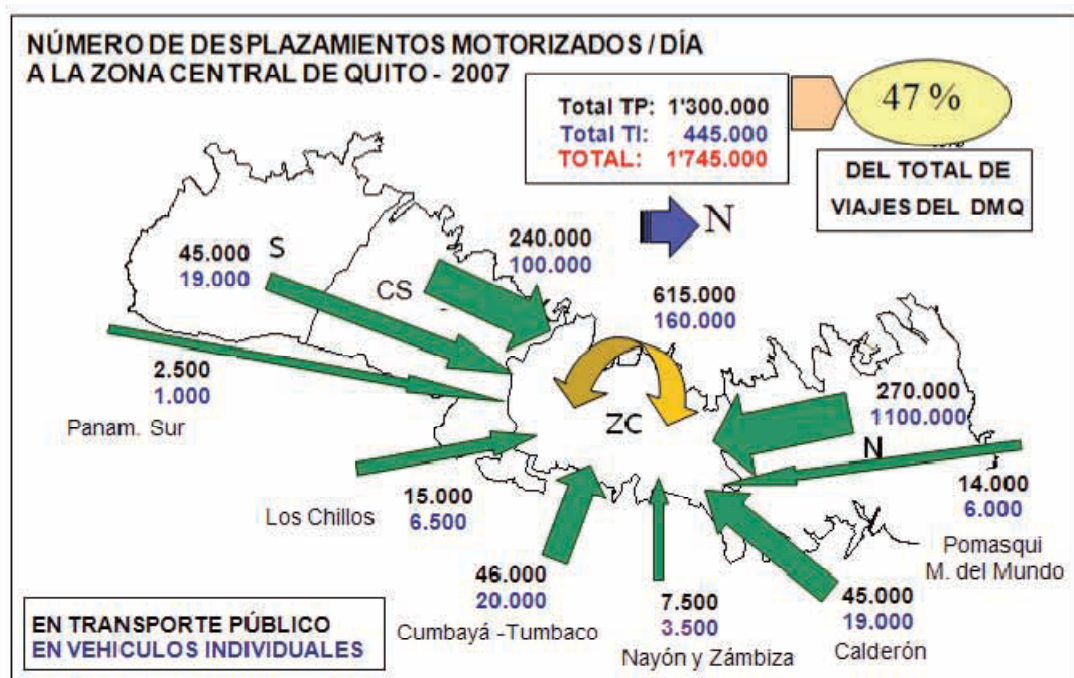 NÚMERO DE DESPLAZAMIENTOS MOTORIZADOS / DÍA
A LA ZONA CENTRAL DE QUITO - 2007
Total TP: 1'300.000
Total TI: 445.000
TOTAL: 1'745.000
47 %
DEL TOTAL DE
VIAJES DEL DMQ
N
45.000
19.000
S
CS
240.000
100.000
615.000
160.000
2.500
1.000
Panam. Sur
ZC
270.000
1100.000
N
Los Chillos
15.000
6.500
14.000
6.000
Pomasqui
M. del Mundo
46.000
20.000
Cumbayá -Tumbaco
7.500
3.500
Nayón y Zámbiza
45.000
19.000
Calderón
EN TRANSPORTE PÚBLICO
EN VEHICULOS INDIVIDUALES